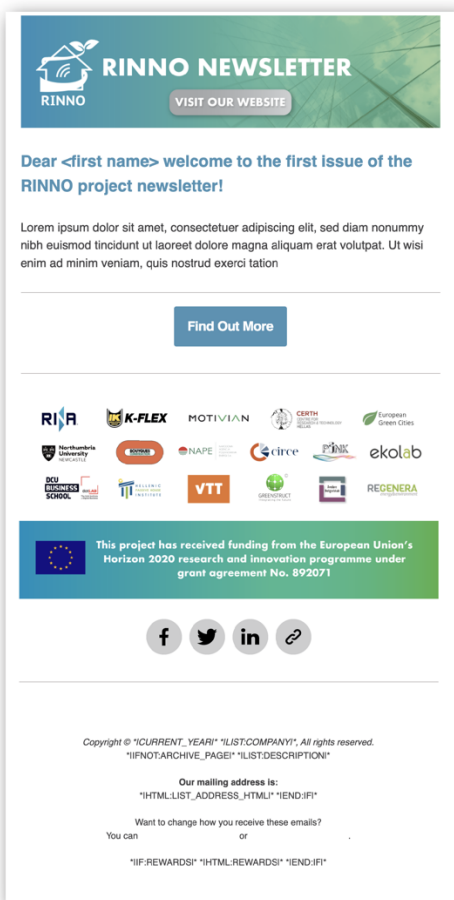 RINNO NEWSLETTER
RINNO
VISIT OUR WEBSITE
Dear <first name> welcome to the first issue of the
RINNO project newsletter!
Lorem ipsum dolor sit amet, consectetuer adipiscing elit, sed diam nonummy
nibh euismod tincidunt ut laoreet dolore magna aliquam erat volutpat. Ut wisi
enim ad minim veniam, quis nostrud exerci tation
Find Out More
RINA K-FLEX MOTIVIAN CERTH European
Green Cities
Northumbria
University
NEWCASTLE
NAPE circe PINK ekolab
DCU
BUSINESS
SCHOOL
HELLENIC
INSTITUTE
VTT GREENSTRUCT REGENERA
This project has received funding from the European Union's
Horizon 2020 research and innovation programme under
grant agreement No. 892071
Copyright © *|CURRENT_YEAR|* *|LIST:COMPANY|*, All rights reserved.
*|IFNOT:ARCHIVE_PAGE|* *|LIST:DESCRIPTION|*
Our mailing address is:
*|HTML:LIST_ADDRESS_HTML|* *|END:IF|*
Want to change how you receive these emails?
You can or .
*|IF:REWARDS|* *|HTML:REWARDS|* *|END:IF|*